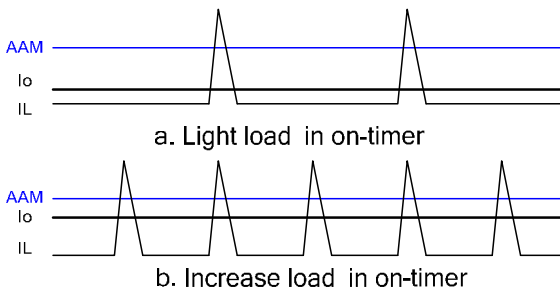 AAM
Io
IL
a. Light load in on-timer
AAM
Io
IL
b. Increase load in on-timer